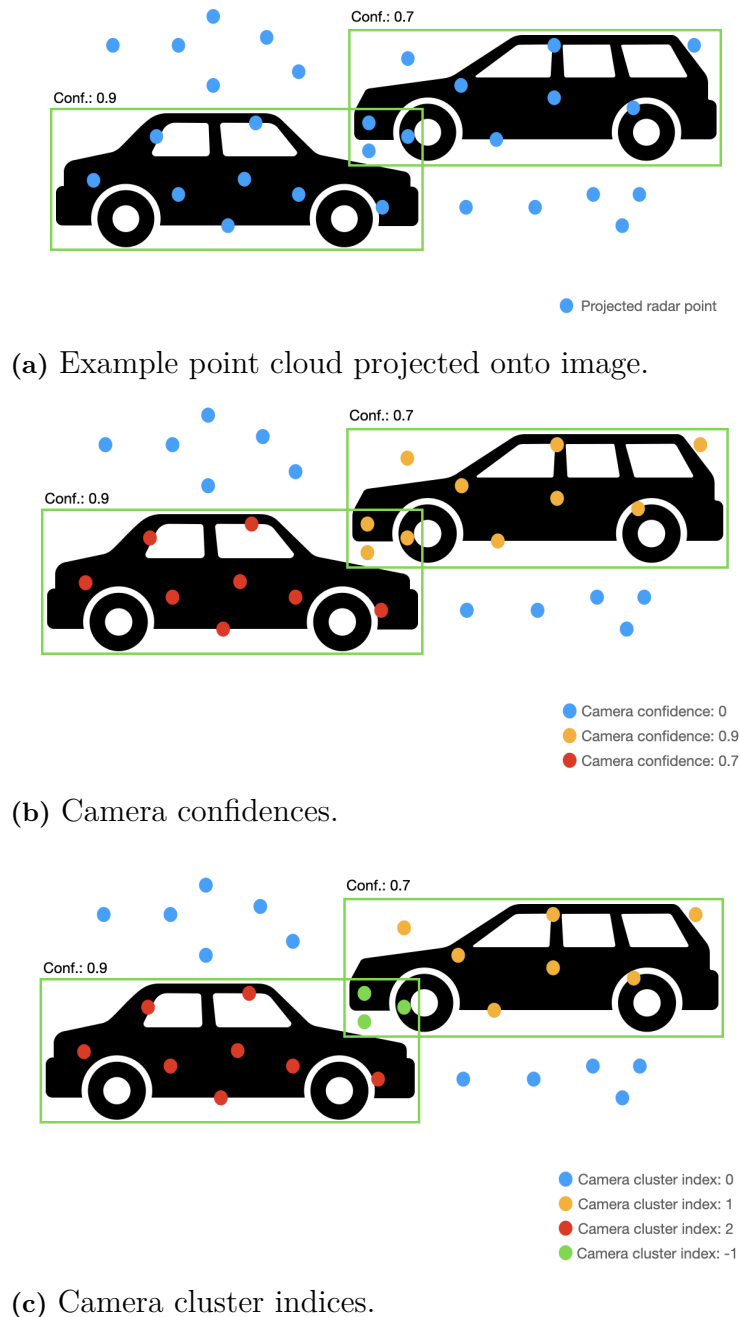 Conf.: 0.7
Conf.: 0.9
Projected radar point
(a) Example point cloud projected onto image.
Conf.: 0.7
Conf.: 0.9
Camera confidence: 0
Camera confidence: 0.9
Camera confidence: 0.7
(b) Camera confidences.
Conf.: 0.7
Conf.: 0.9
Camera cluster index: 0
Camera cluster index: 1
Camera cluster index: 2
Camera cluster index: -1
(c) Camera cluster indices.